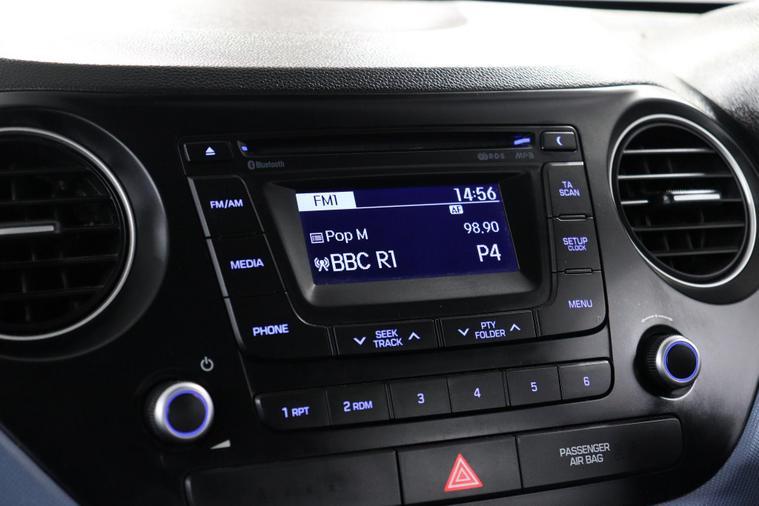 Bluetooth
RDS
MP3
FM/AM
MEDIA
PHONE
FM1
14:56
AF
Pop M
98.90
BBC R1
P4
TA
SCAN
SETUP
CLOCK
MENU
SEEK
TRACK
PTY
FOLDER
1 RPT
2 RDM
3
4
5
6
PASSENGER
AIR BAG